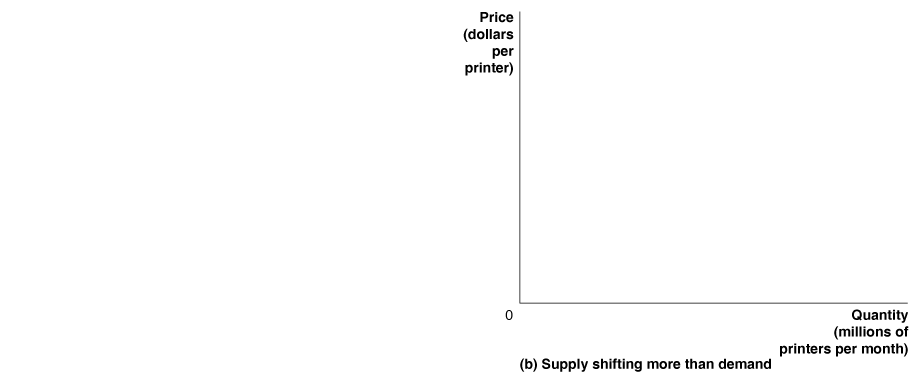 Price
(dollars
per
printer)
0
Quantity
(millions of
printers per month)
(b) Supply shifting more than demand